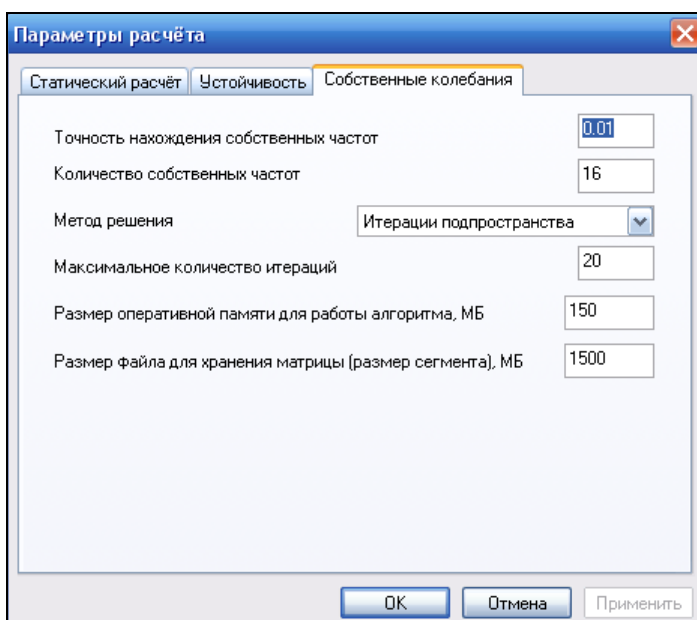 Параметры расчёта
Статический расчёт Устойчивость Собственные колебания
Точность нахождения собственных частот 0.01
Количество собственных частот 16
Метод решения Итерации подпространства
Максимальное количество итераций 20
Размер оперативной памяти для работы алгоритма, МБ 150
Размер файла для хранения матрицы (размер сегмента), МБ 1500
OK Отмена Применить